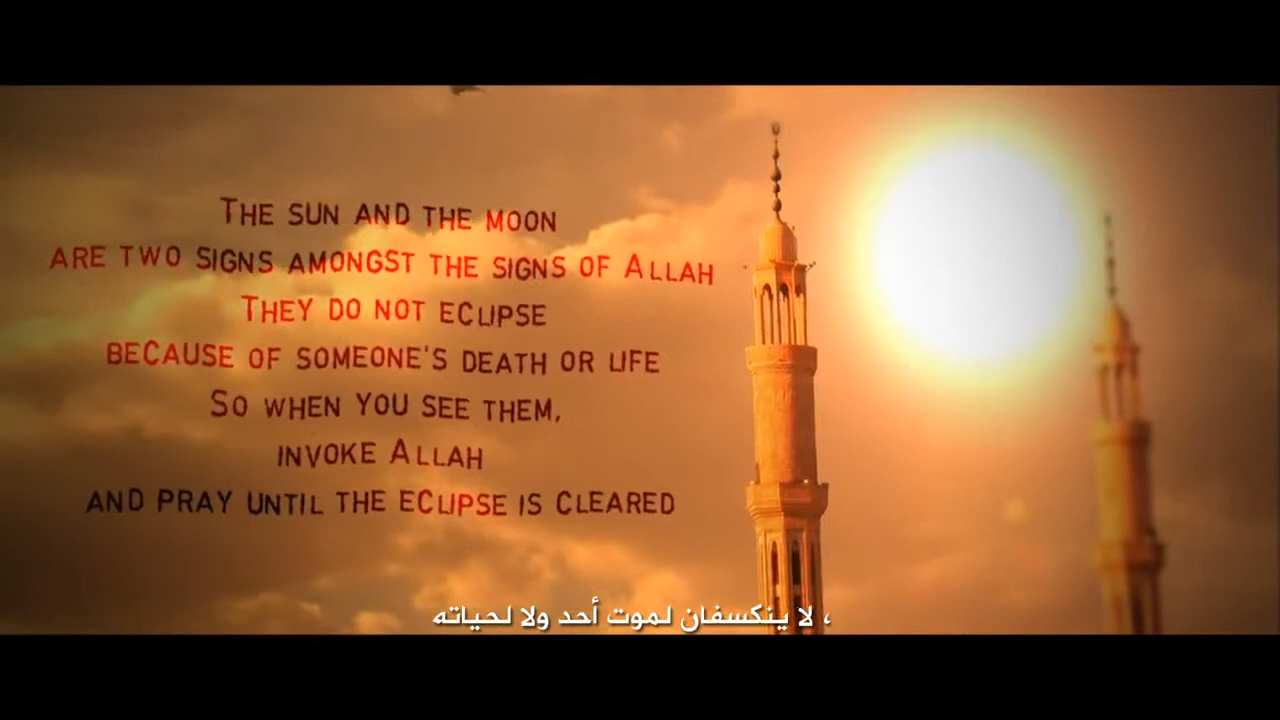 The sun and the moon
are two signs amongst the signs of Allah
They do not eclipse
because of someone's death or life
So when you see them,
invoke Allah
and pray until the eclipse is cleared
، لا ينكسفان لموت أحد ولا لحياته